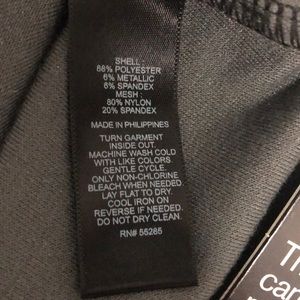 SHELL
88% POLYESTER
6% METALLIC
6% SPANDEX
MESH :
80% NYLON
20% SPANDEX
MADE IN PHILIPPINES
TURN GARMENT
INSIDE OUT.
MACHINE WASH COLD
WITH LIKE COLORS
GENTLE CYCLE.
ONLY NON-CHLORINE
BLEACH WHEN NEEDED.
LAY FLAT TO DRY.
COOL IRON ON
REVERSE IF NEEDED.
DO NOT DRY CLEAN.
RN# 55285